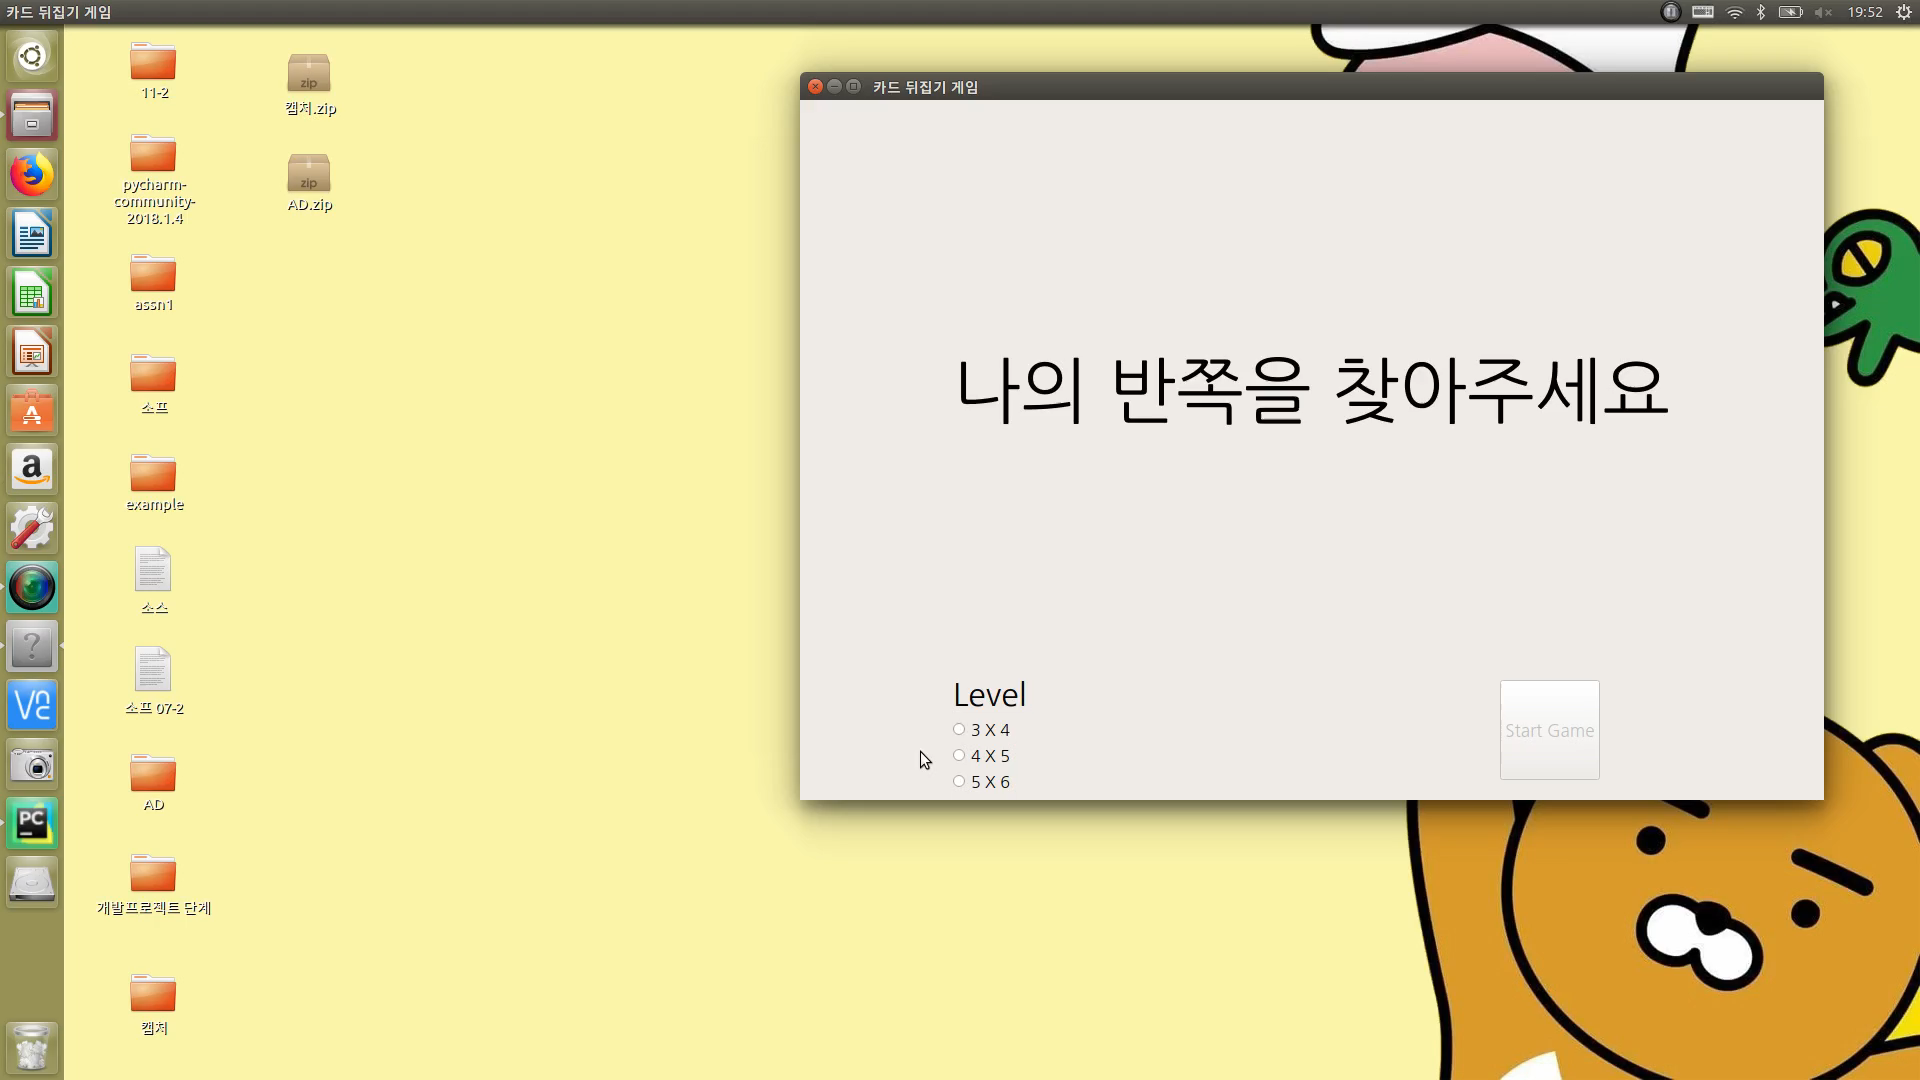 카드 뒤집기 게임
19:52
11-2
캡처.zip
pycharm-
community-
2018.1.4
AD.zip
assn1
소프
example
소스
소프 07-2
AD
개발프로젝트 단계
캡처
카드 뒤집기 게임
나의 반쪽을 찾아주세요
Level
3 X 4
4 X 5
5 X 6
Start Game
zip
zip
PC